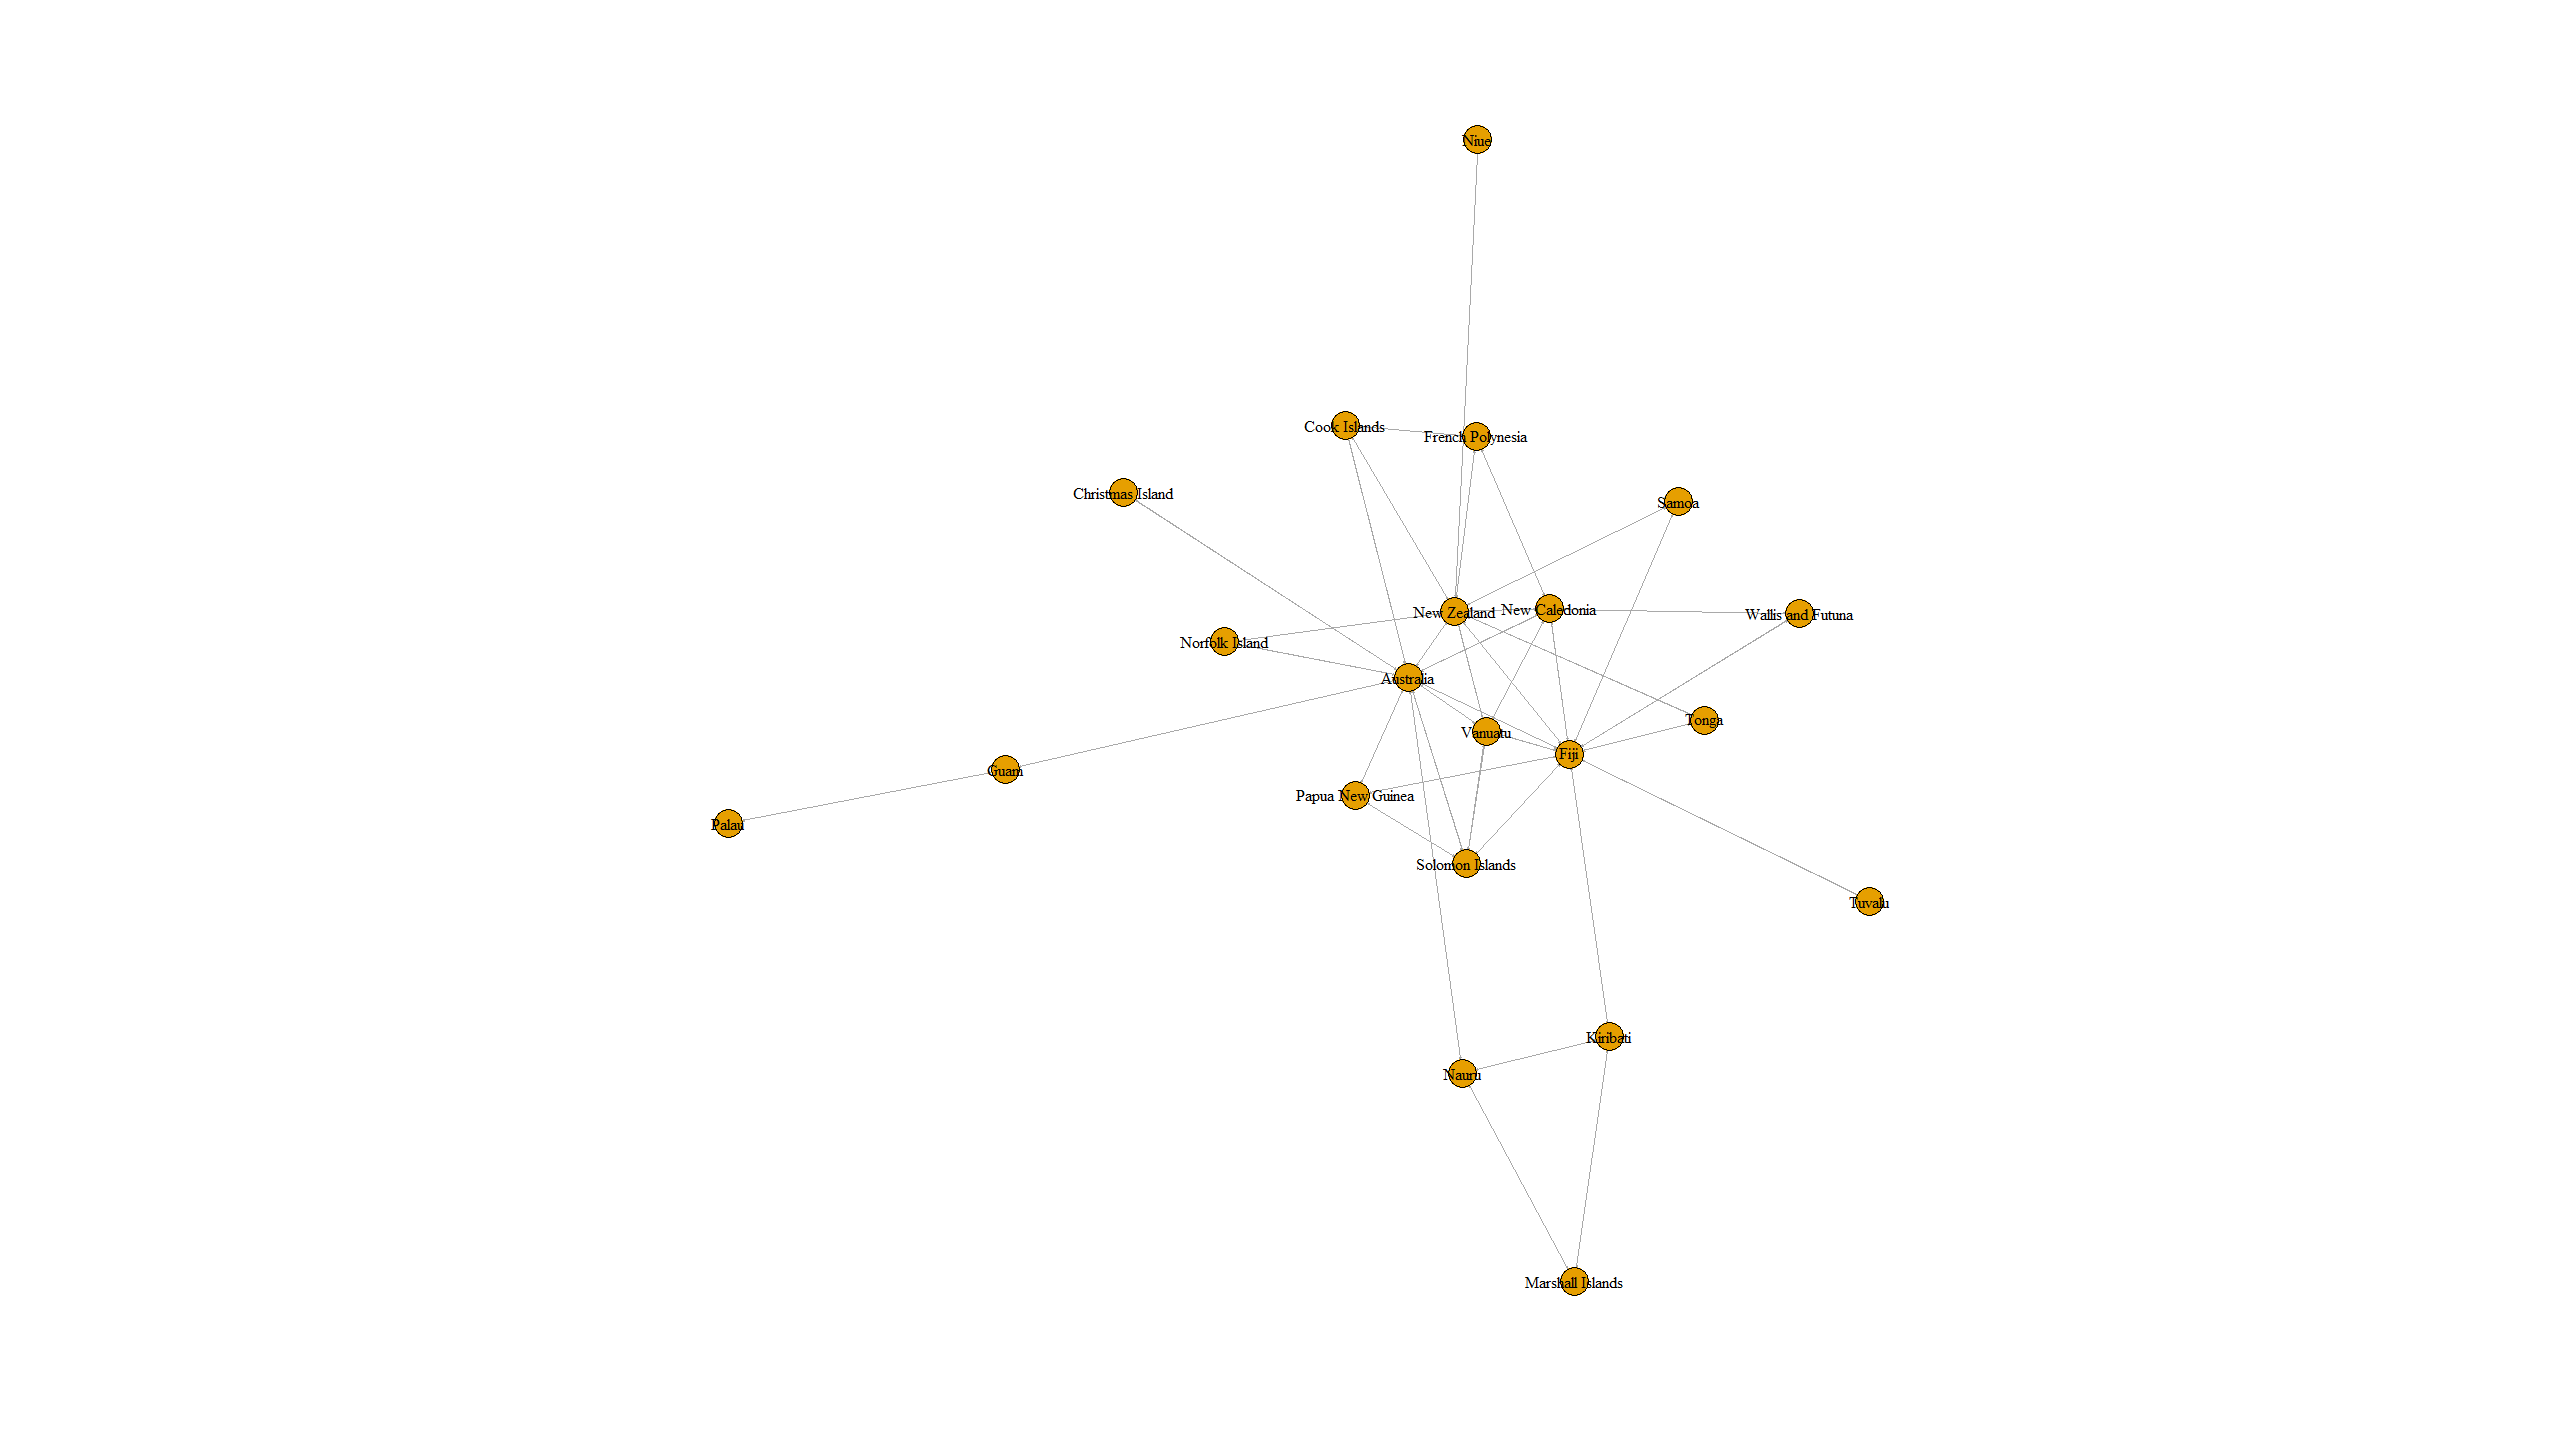 Niue
Cook Islands
French Polynesia
Christmas Island
Samoa
New Zealand
New Caledonia
Wallis and Futuna
Norfolk Island
Australia
Tonga
Vanuatu
Fiji
Guam
Papua New Guinea
Palau
Solomon Islands
Tuvalu
Kiribati
Nauru
Marshall Islands